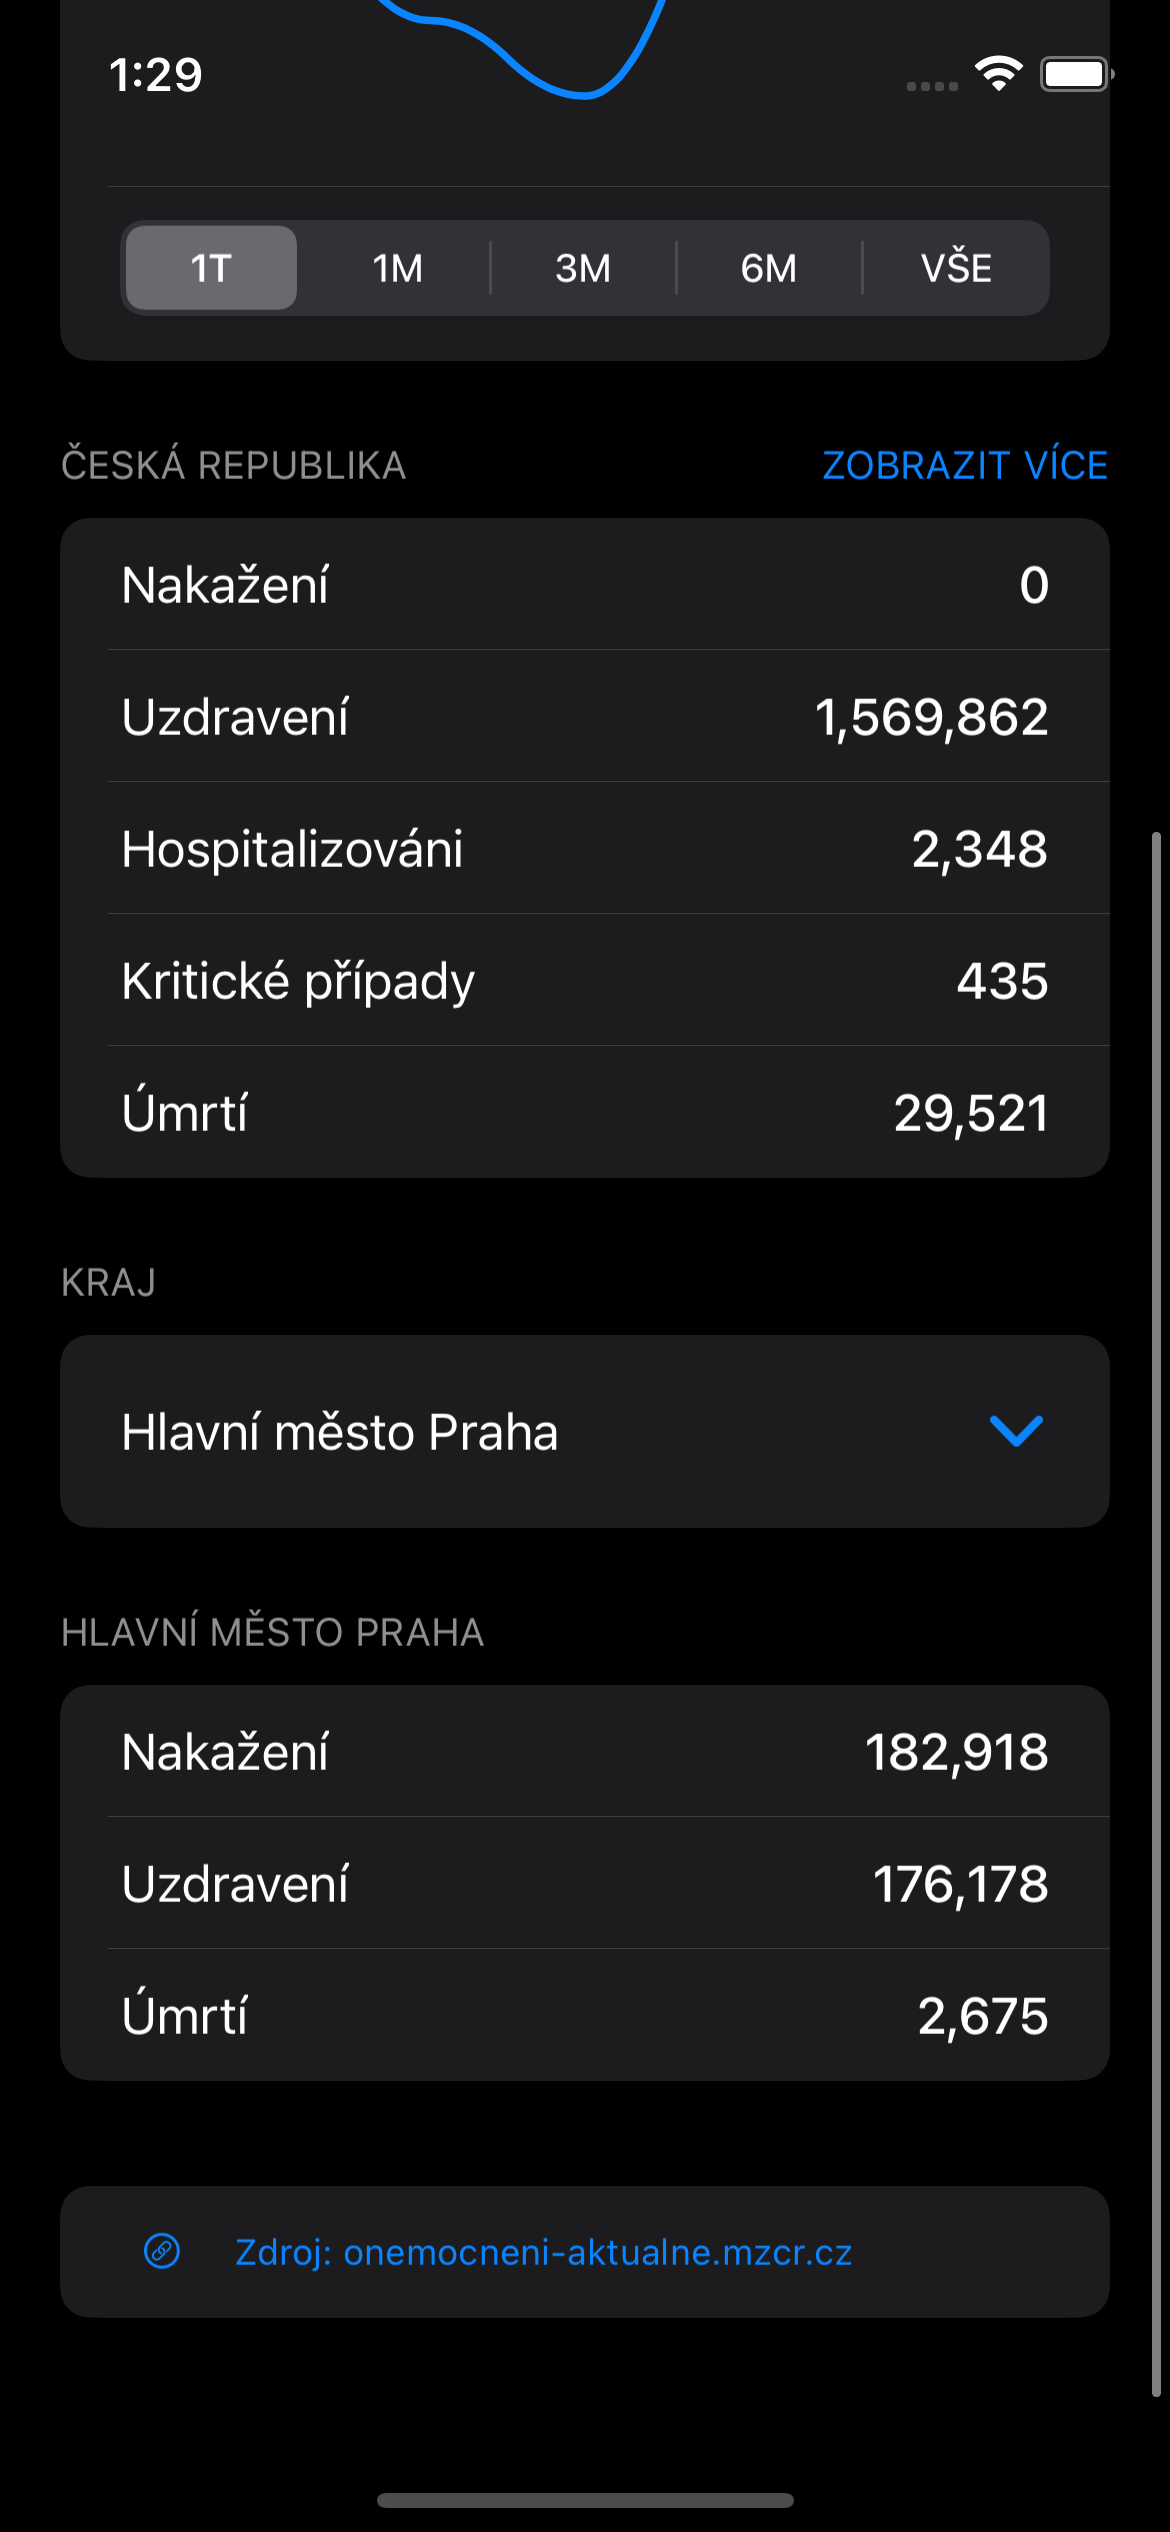 1:29
1T 1M 3M 6M VŠE
ČESKÁ REPUBLIKA ZOBRAZIT VÍCE
Nakažení 0
Uzdravení 1,569,862
Hospitalizováni 2,348
Kritické případy 435
Úmrtí 29,521
KRAJ
Hlavní město Praha
HLAVNÍ MĚSTO PRAHA
Nakažení 182,918
Uzdravení 176,178
Úmrtí 2,675
Zdroj: onemocneni-aktualne.mzcr.cz